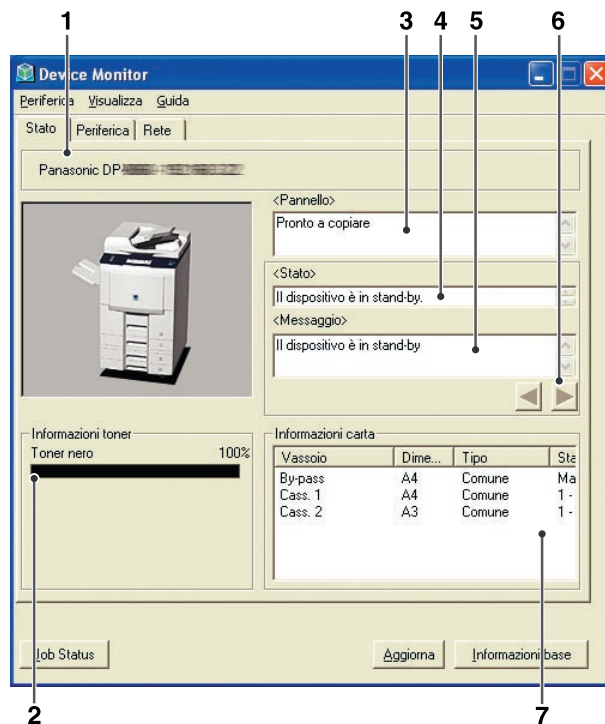 1 3 4 5 6
Device Monitor
Periferica Visualizza Guida
Stato Periferica Rete
Panasonic DP-
<Pannello>
Pronto a copiare
<Stato>
Il dispositivo è in stand-by.
<Messaggio>
Il dispositivo è in stand-by
Informazioni toner
Toner nero 100%
Informazioni carta
Vassoio Dime... Tipo Sta
By-pass A4 Comune Ma
Cass. 1 A4 Comune 1 -
Cass. 2 A3 Comune 1 -
Job Status Aggiorna Informazioni base
2 7